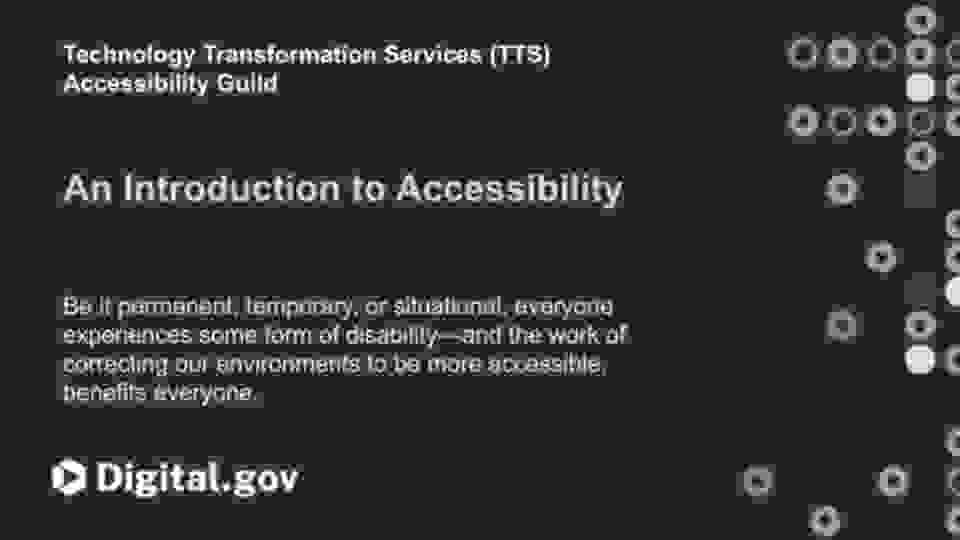 Technology Transformation Services (TTS)
Accessibility Guild
An Introduction to Accessibility
Be it permanent, temporary, or situational, everyone
experiences some form of disability—and the work of
correcting our environments to be more accessible,
benefits everyone.
Digital.gov